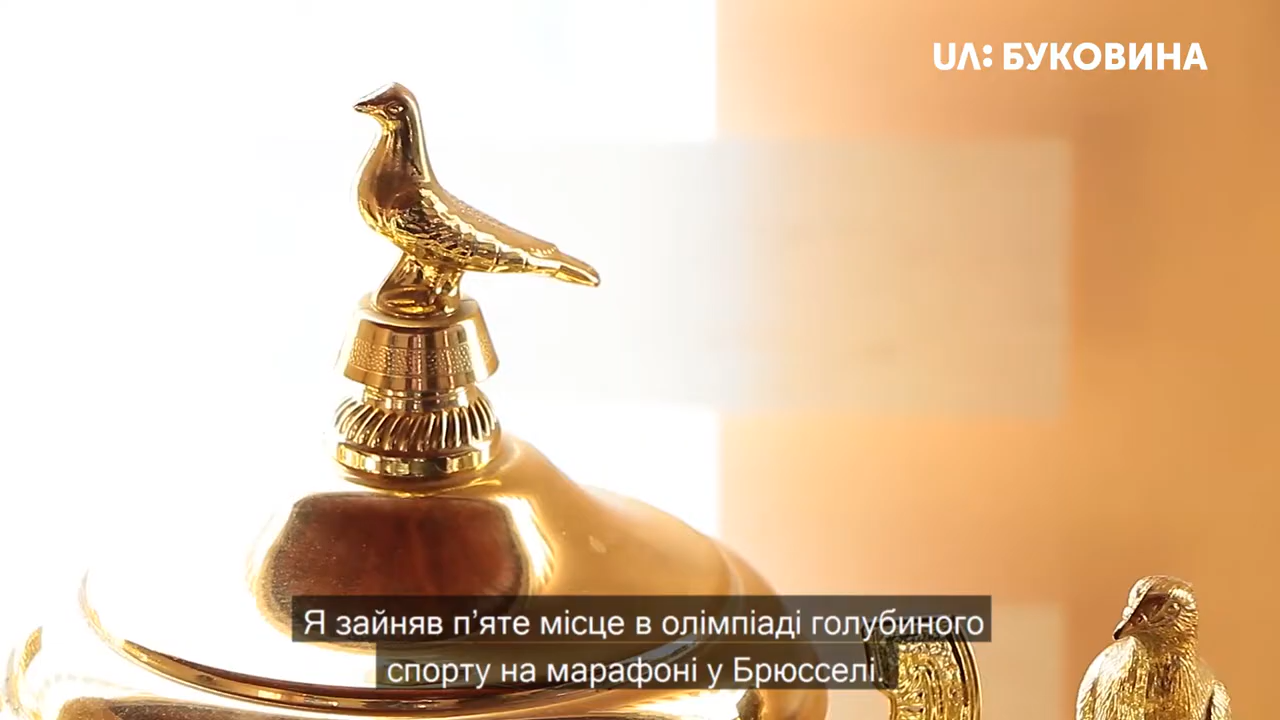 UA: БУКОВИНА
Я зайняв п’яте місце в олімпіаді голубиного
спорту на марафоні у Брюсселі.